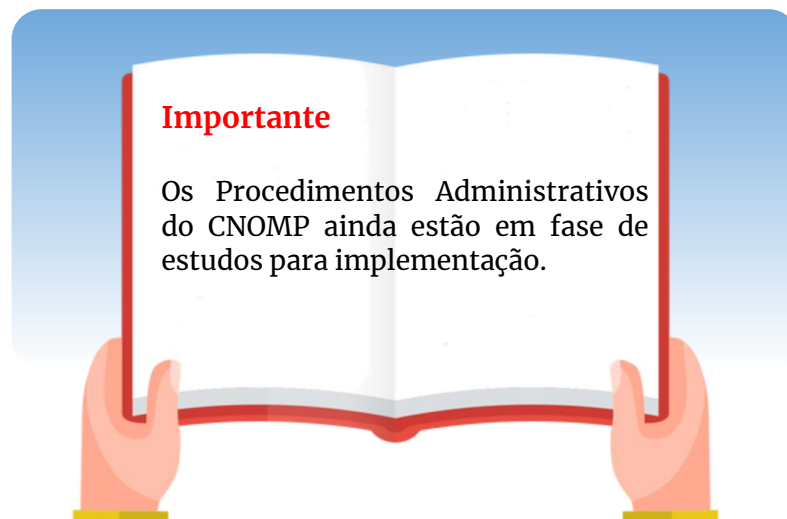 Importante
Os Procedimentos Administrativos
do CNOMP ainda estão em fase de
estudos para implementação.